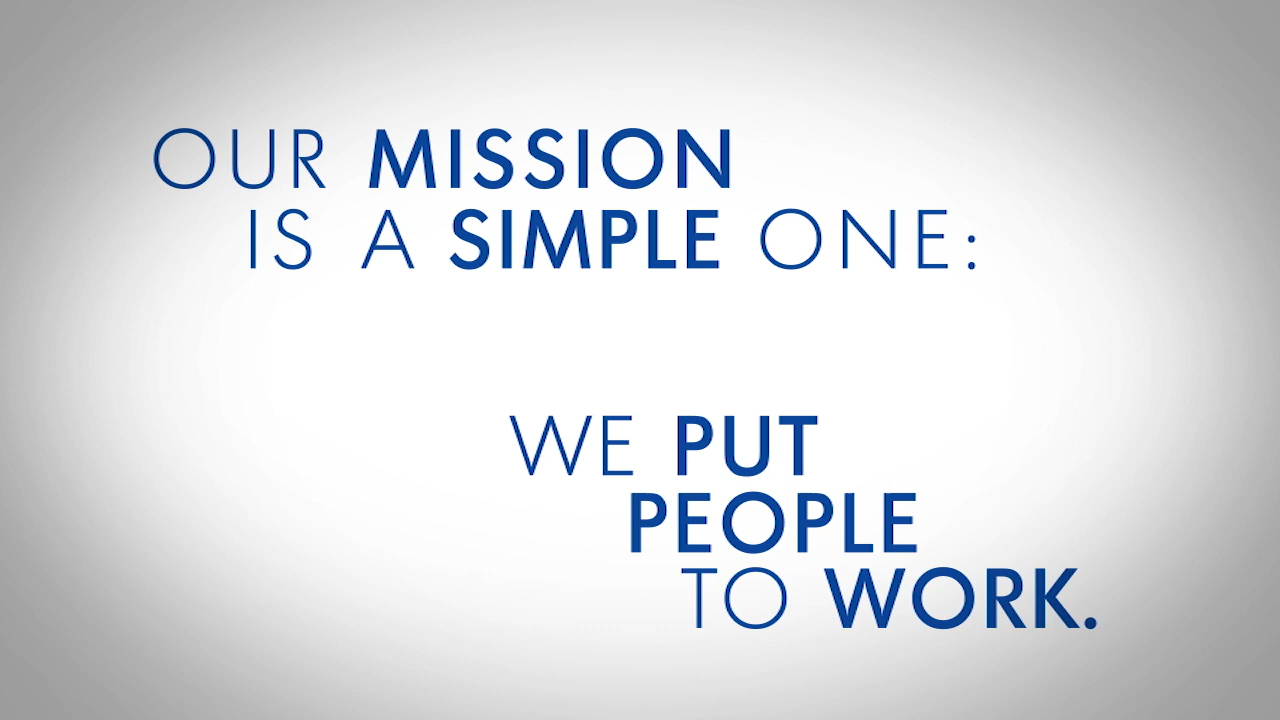 OUR MISSION
IS A SIMPLE ONE:
WE PUT
PEOPLE
TO WORK.